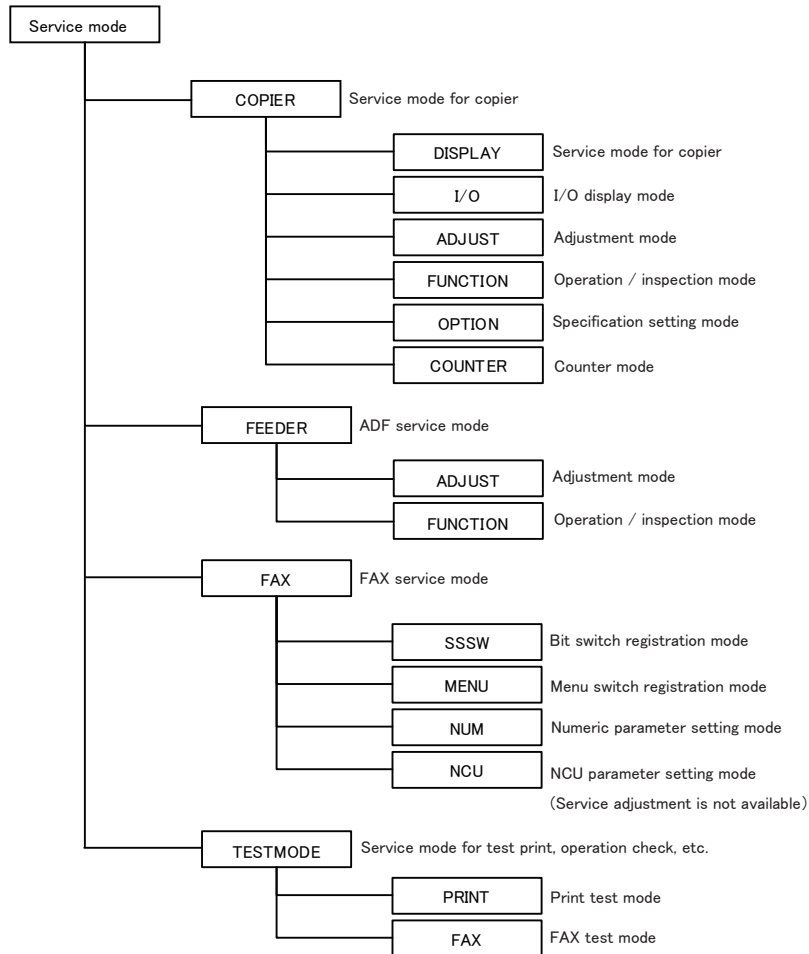 Service mode
COPIER Service mode for copier
DISPLAY Service mode for copier
I/O I/O display mode
ADJUST Adjustment mode
FUNCTION Operation / inspection mode
OPTION Specification setting mode
COUNTER Counter mode
FEEDER ADF service mode
ADJUST Adjustment mode
FUNCTION Operation / inspection mode
FAX FAX service mode
SSSW Bit switch registration mode
MENU Menu switch registration mode
NUM Numeric parameter setting mode
NCU NCU parameter setting mode
(Service adjustment is not available)
TESTMODE Service mode for test print, operation check, etc.
PRINT Print test mode
FAX FAX test mode